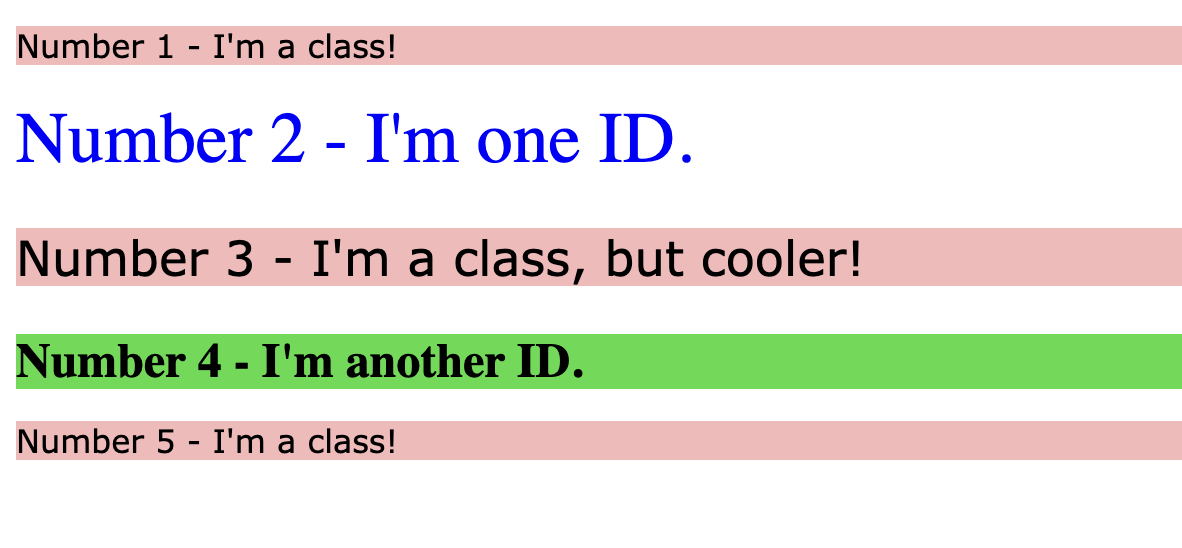 Number 1 - I'm a class!
Number 2 - I'm one ID.
Number 3 - I'm a class, but cooler!
Number 4 - I'm another ID.
Number 5 - I'm a class!